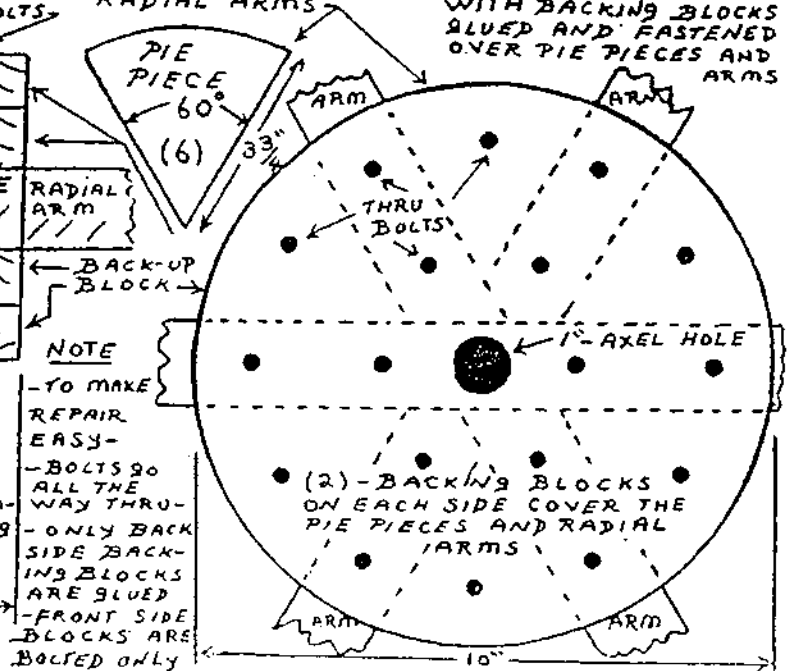 OLTS-
RADIAL ARMS
WITH BACKING BLOCKS
GLUED AND FASTENED
OVER PIE PIECES AND
ARMS
PIE
PIECE
60°
(6)
33/4"
ARM
ARM
THRU
BOLTS
RADIAL
ARM
BACK-UP
BLOCK
1"-AXEL HOLE
NOTE
-TO MAKE
REPAIR
EASY-
-BOLTS GO
ALL THE
WAY THRU-
-ONLY BACK
SIDE BACK-
ING BLOCKS
ARE GLUED
-FRONT SIDE
BLOCKS ARE
BOLTED ONLY
(2)-BACKING BLOCKS
ON EACH SIDE COVER THE
PIE PIECES AND RADIAL
ARMS
ARM
ARM
10"